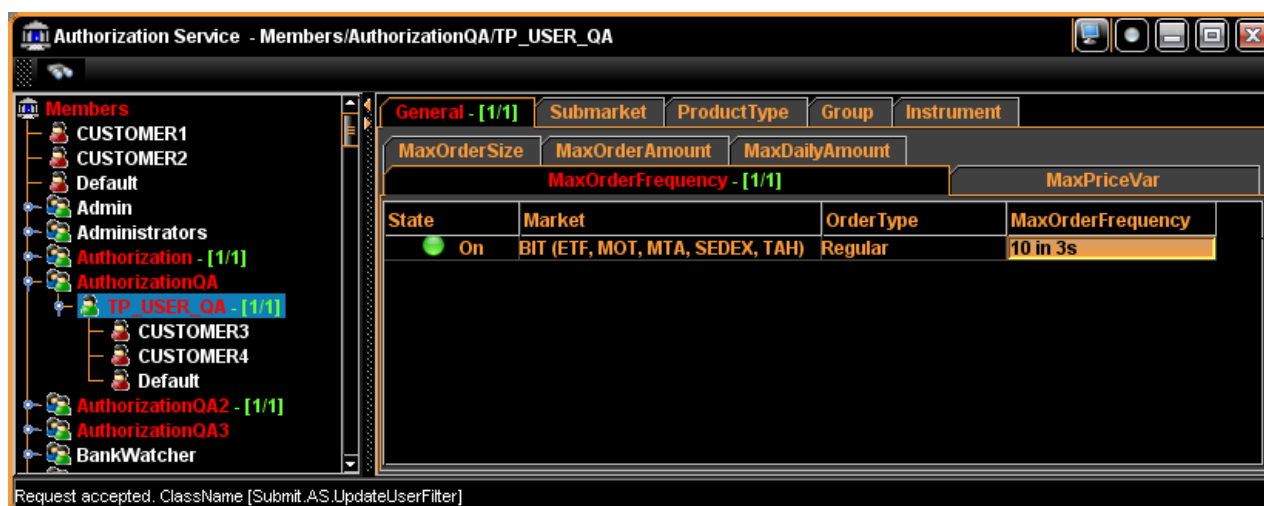 Authorization Service - Members/AuthorizationQA/TP_USER_QA
Members
CUSTOMER1
CUSTOMER2
Default
Admin
Administrators
Authorization - [1/1]
AuthorizationQA
TP_USER_QA - [1/1]
CUSTOMER3
CUSTOMER4
Default
AuthorizationQA2 - [1/1]
AuthorizationQA3
BankWatcher
General - [1/1] Submarket ProductType Group Instrument
MaxOrderSize MaxOrderAmount MaxDailyAmount
MaxOrderFrequency - [1/1] MaxPriceVar
State Market OrderType MaxOrderFrequency
On BIT (ETF, MOT, MTA, SEDEX, TAH) Regular 10 in 3s
Request accepted. ClassName [Submit.AS.UpdateUserFilter]